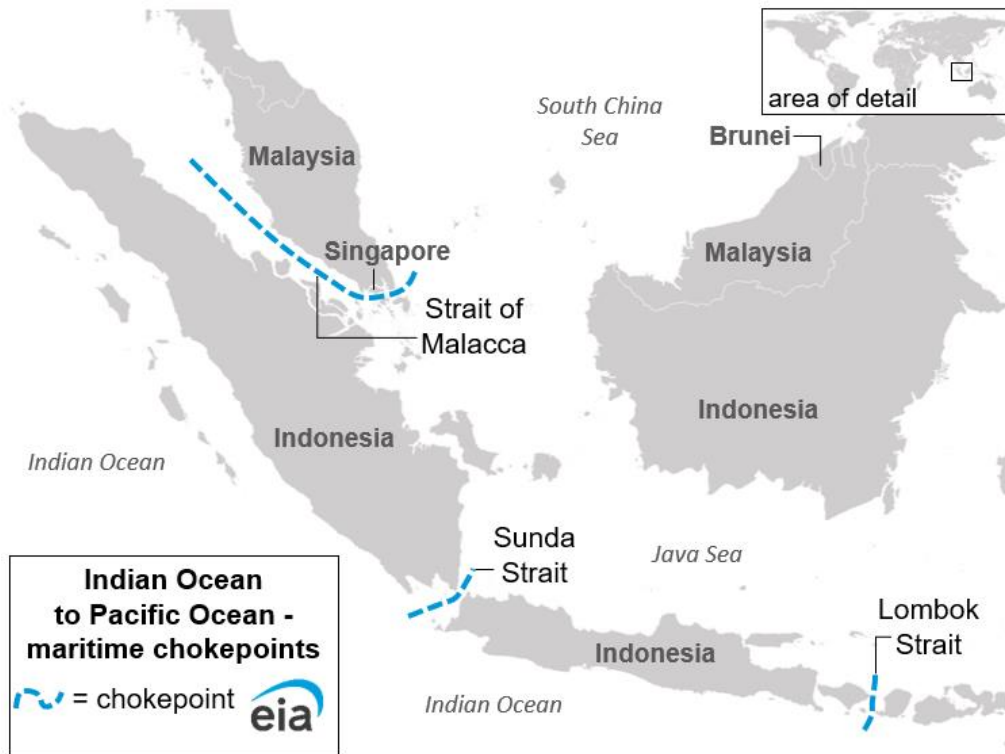 area of detail
South China
Sea
Brunei
Malaysia
Singapore
Malaysia
Strait of
Malacca
Indonesia
Indonesia
Indian Ocean
Sunda
Strait
Java Sea
Lombok
Strait
Indonesia
Indian Ocean
Indian Ocean
to Pacific Ocean -
maritime chokepoints
= chokepoint
eia